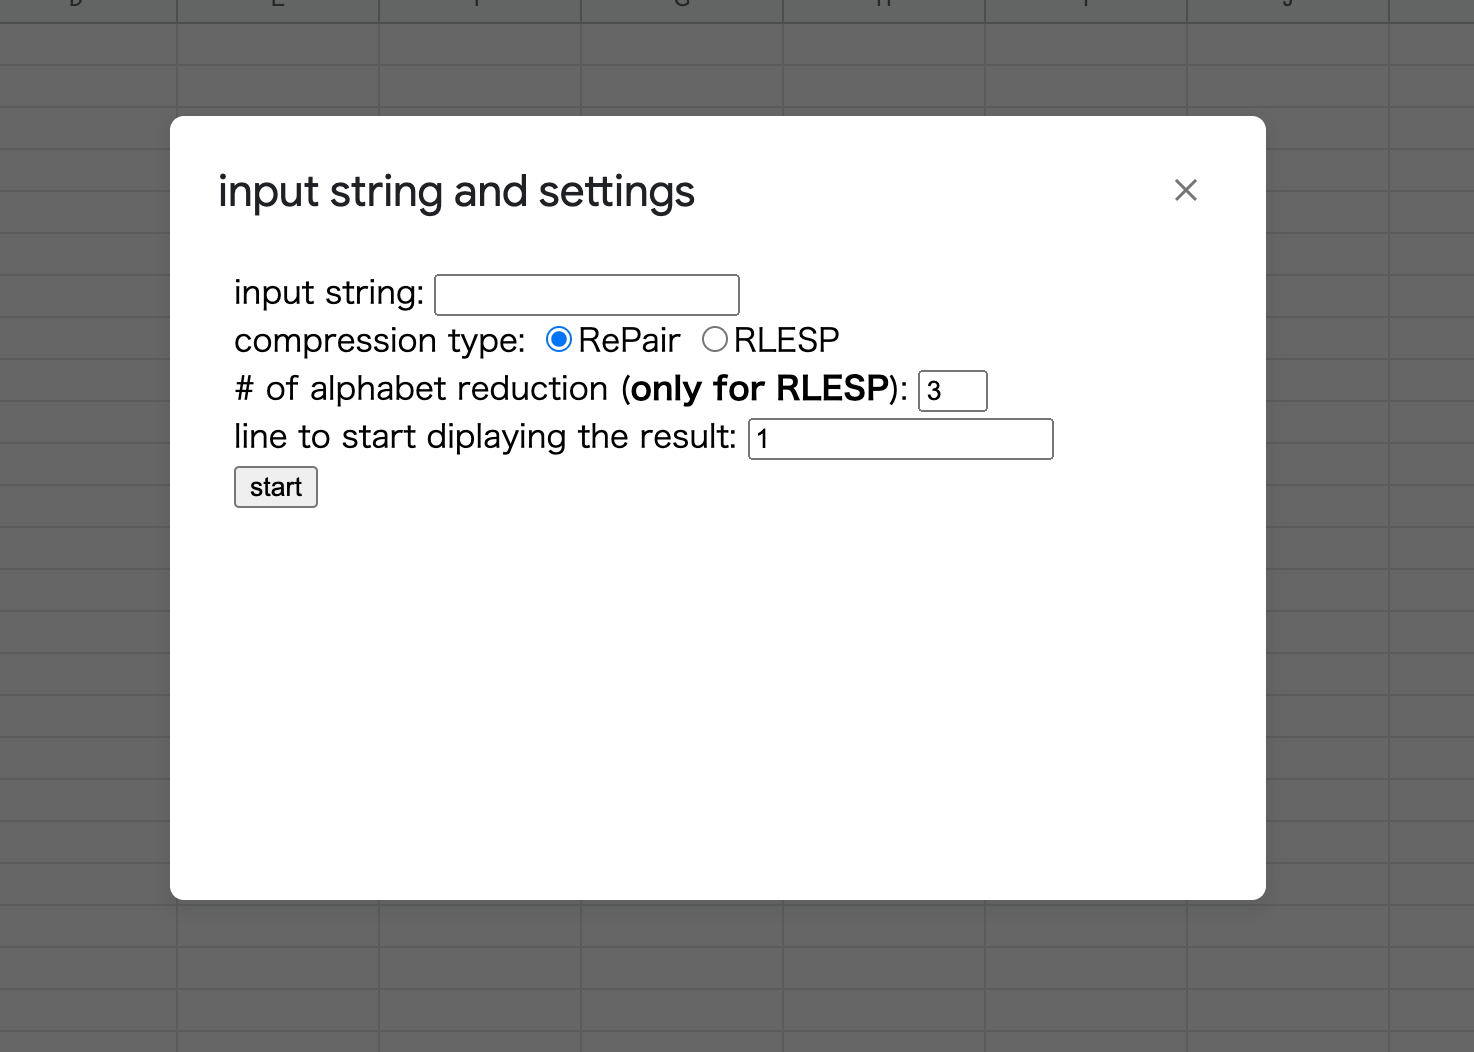 input string and settings
input string:
compression type: RePair RLESP
# of alphabet reduction (only for RLESP): 3
line to start diplaying the result: 1
start